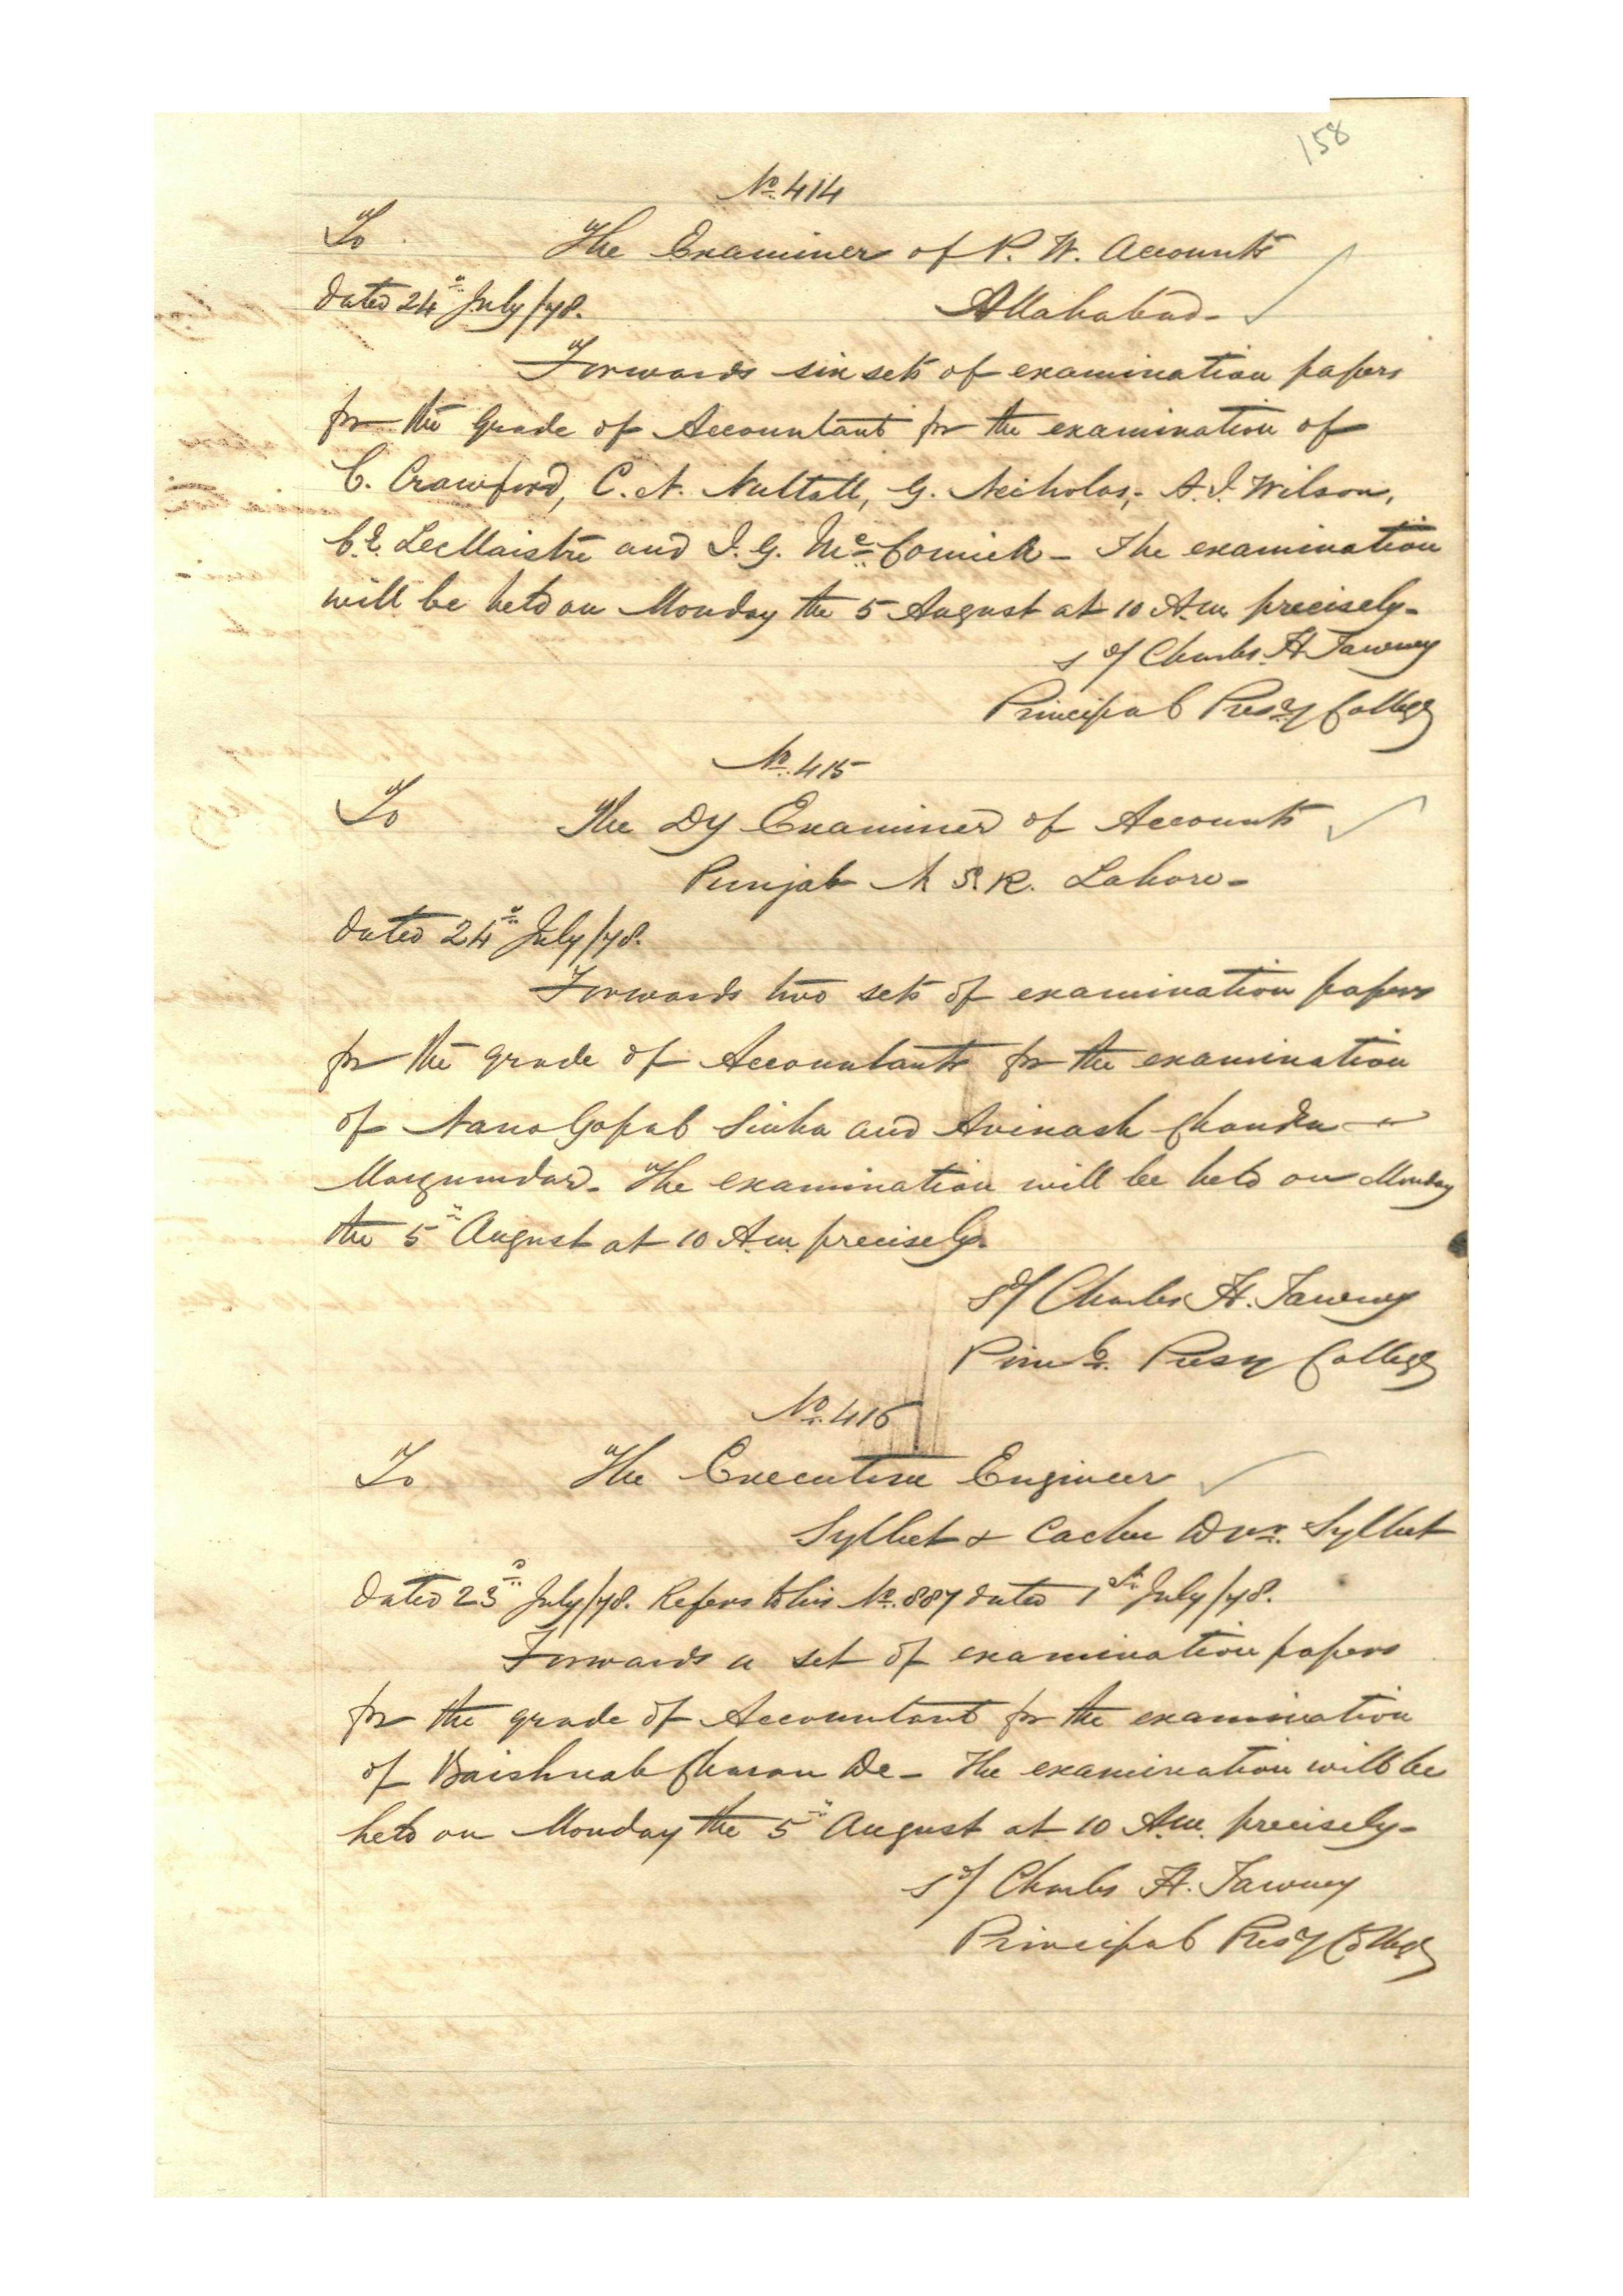 158
No. 414
To The Examiner of P. W. Accounts
Dated 24th July/78. Allahabad-
Forwards six sets of examination papers
for the Grade of Accountant for the examination of
C. Crawford, C. N. Nuttall, G. Nicholas, A. J. Wilson,
C. E. LeMaistre and J. G. McCormick - The examination
will be held on Monday the 5 August at 10 A.m. precisely-
Sd/ Charles H Tawney
Principal Presy College
No. 415
To The Dy Examiner of Accounts
Punjab N S R. Lahore-
Dated 24th July/78.
Forwards two sets of examination papers
for the grade of Accountants for the examination
of Gopal Sinha and Avinash Chandra
Mazumdar. The examination will be held on Monday
the 5th August at 10 A.m. precisely.
Sd/ Charles H. Tawney
Principal. Presy College
No. 416
To The Executive Engineer
Sylhet & Cachar Dvn. Sylhet
Dated 23rd July/78. Refers to his No. 887 dated 1st July/78.
Forwards a set of examination papers
for the grade of Accountant for the examination
of Baishnab Charan De - The examination will be
held on Monday the 5th August at 10 A.m. precisely-
Sd/ Charles H. Tawney
Principal Presy College